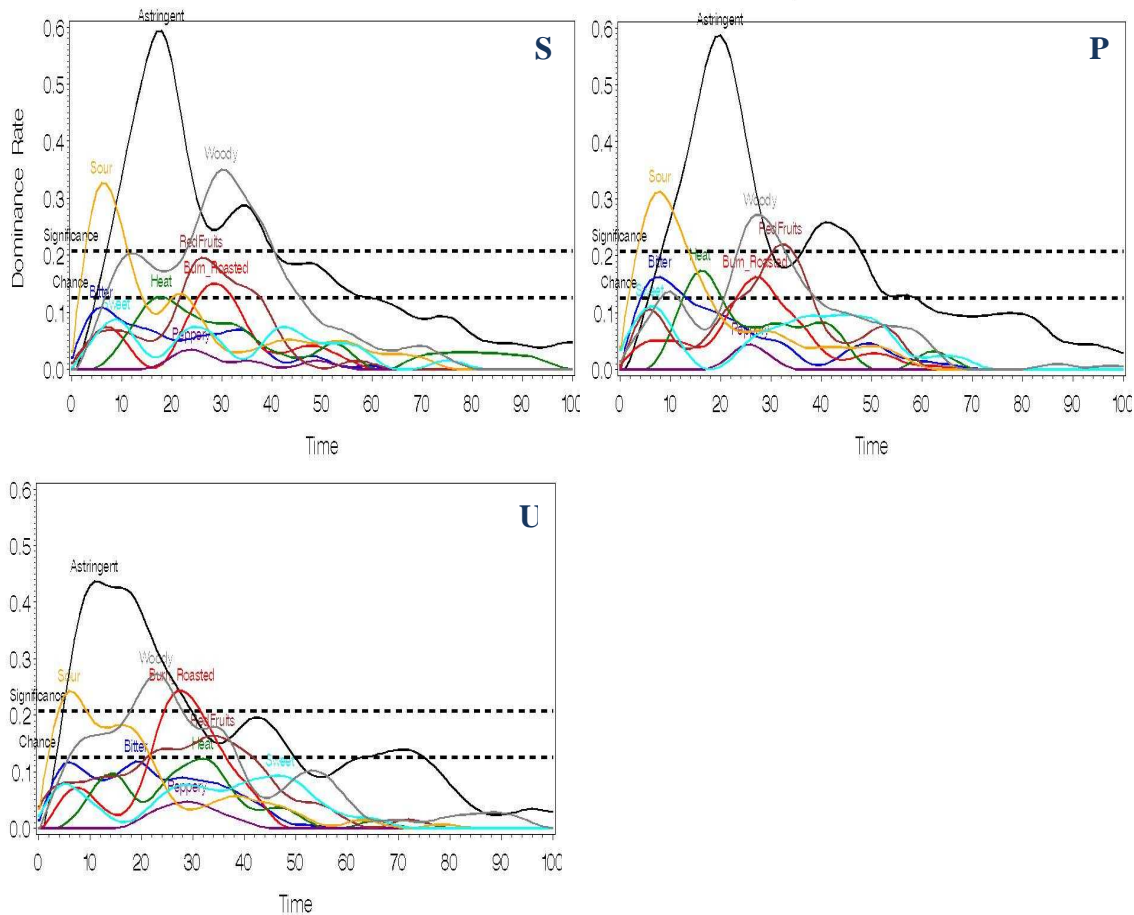 S
Dominance Rate
0.6
0.5
0.4
0.3
0.2
0.1
0.0
Astringent
Sour
Woody
Significance
RedFruits
Burn_Roasted
Chance
Heat
Bitter
Sweet
Peppery
0 10 20 30 40 50 60 70 80 90 100
Time
P
0.6
0.5
0.4
0.3
0.2
0.1
0.0
Astringent
Sour
Woody
RedFruits
Significance
Burn_Roasted
Heat
Chance
Bitter
Sweet
Peppery
0 10 20 30 40 50 60 70 80 90 100
Time
U
0.6
0.5
0.4
0.3
0.2
0.1
0.0
Astringent
Woody
Sour
Burn_Roasted
Significance
RedFruits
Chance
Bitter
Heat
Sweet
Peppery
0 10 20 30 40 50 60 70 80 90 100
Time